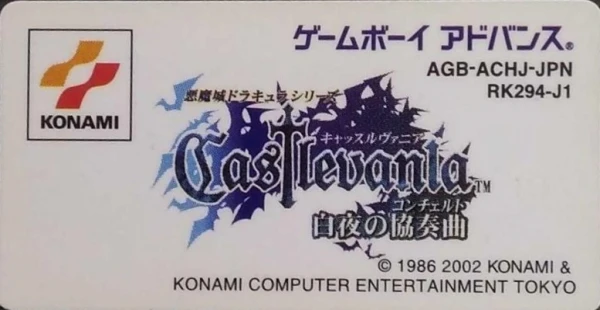 KONAMI
ゲームボーイ アドバンス®
AGB-ACHJ-JPN
RK294-J1
悪魔城ドラキュラシリーズ
キャッスルヴァニア
Castlevania™
コンチェルト
白夜の協奏曲
© 1986 2002 KONAMI &
KONAMI COMPUTER ENTERTAINMENT TOKYO